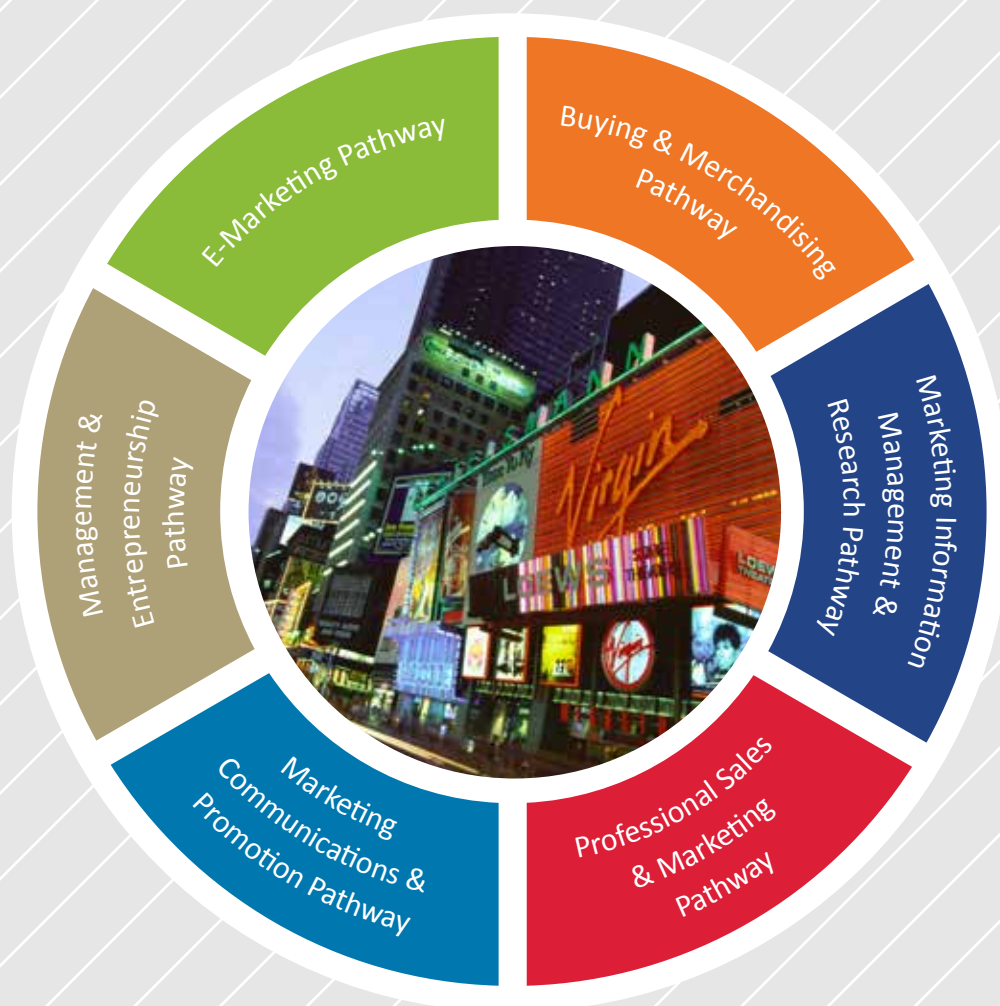 Buying & Merchandising
Pathway
Marketing Information
Management &
Research Pathway
Professional Sales
& Marketing
Pathway
Marketing
Communications &
Promotion Pathway
Management &
Entrepreneurship
Pathway
E-Marketing Pathway
Virgin
LOEWS
LOEWS